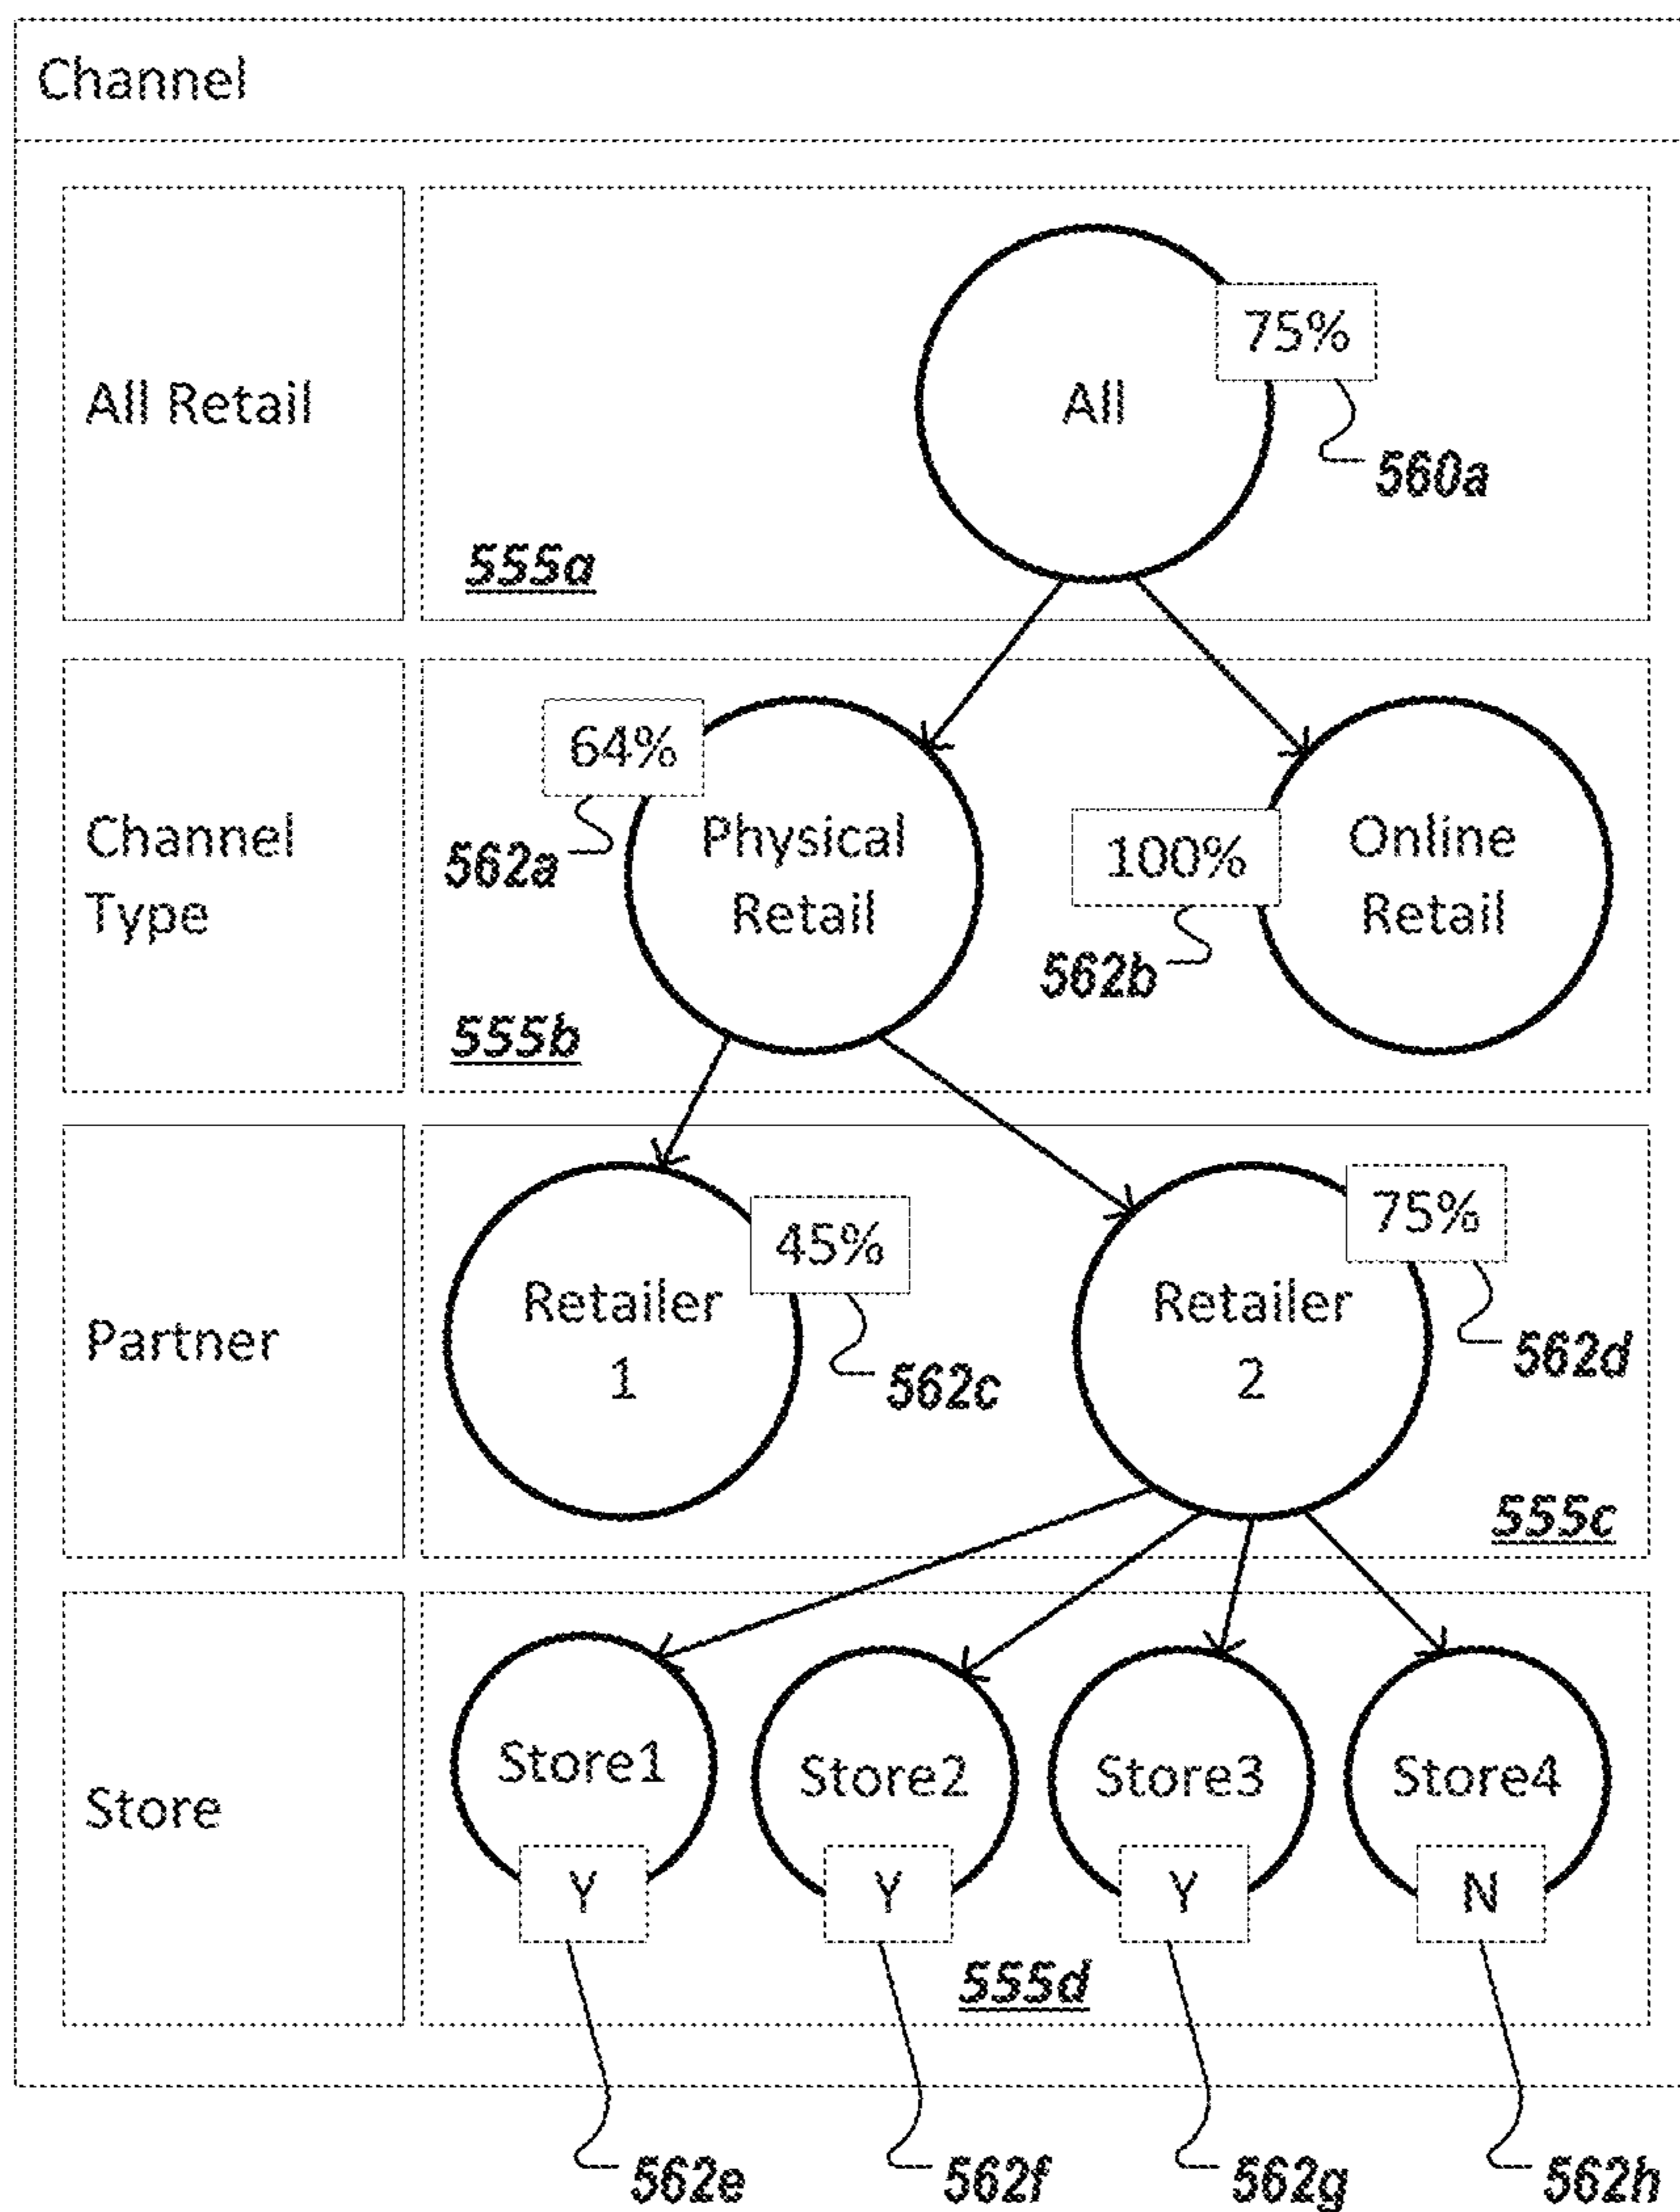 Channel
All Retail
All
75%
560a
555a
Channel
Type
64%
562a
Physical
Retail
100%
562b
Online
Retail
555b
Partner
Retailer
1
45%
562c
Retailer
2
75%
562d
555c
Store
Store1
Store2
Store3
Store4
Y
Y
Y
N
555d
562e
562f
562g
562h